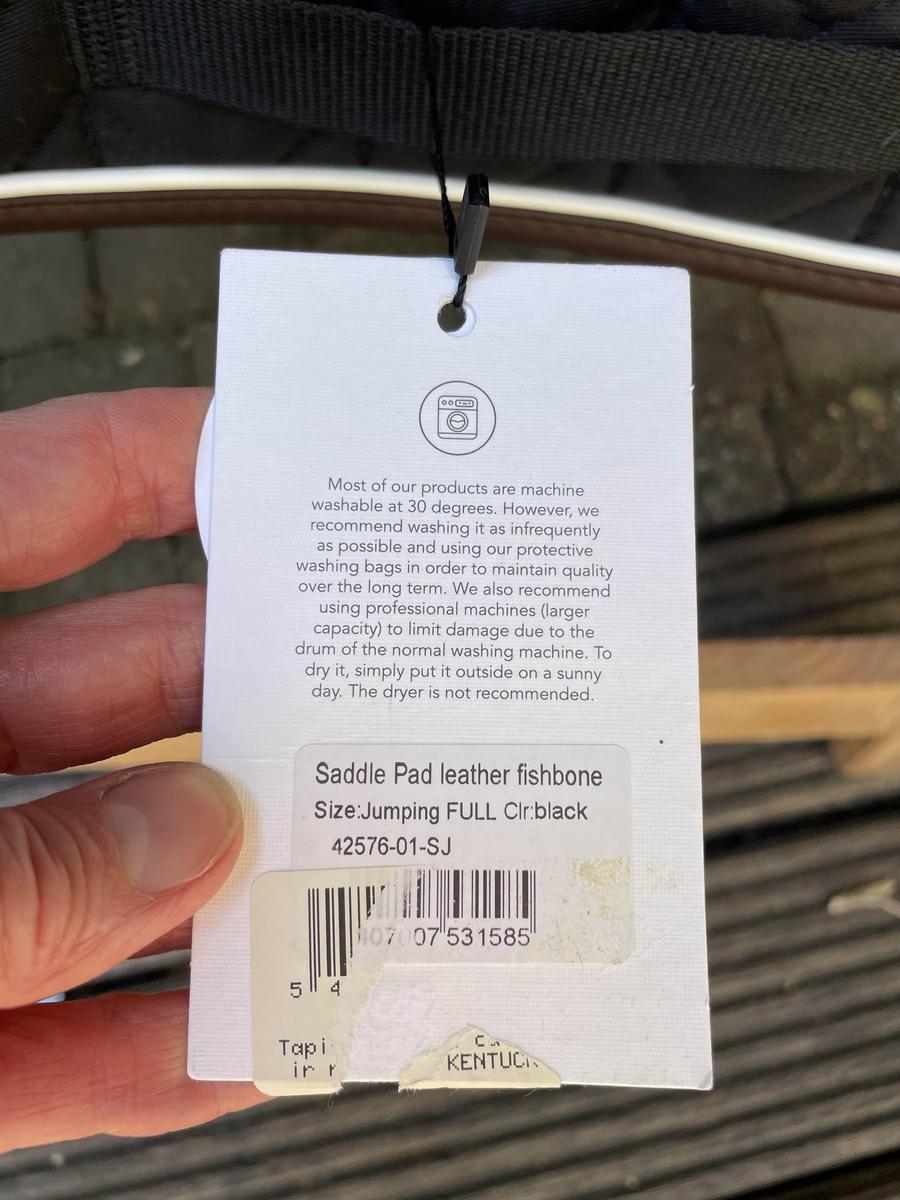 Most of our products are machine
washable at 30 degrees. However, we
recommend washing it as infrequently
as possible and using our protective
washing bags in order to maintain quality
over the long term. We also recommend
using professional machines (larger
capacity) to limit damage due to the
drum of the normal washing machine. To
dry it, simply put it outside on a sunny
day. The dryer is not recommended.
Saddle Pad leather fishbone
Size:Jumping FULL Clr:black
42576-01-SJ
07 531585
5 4